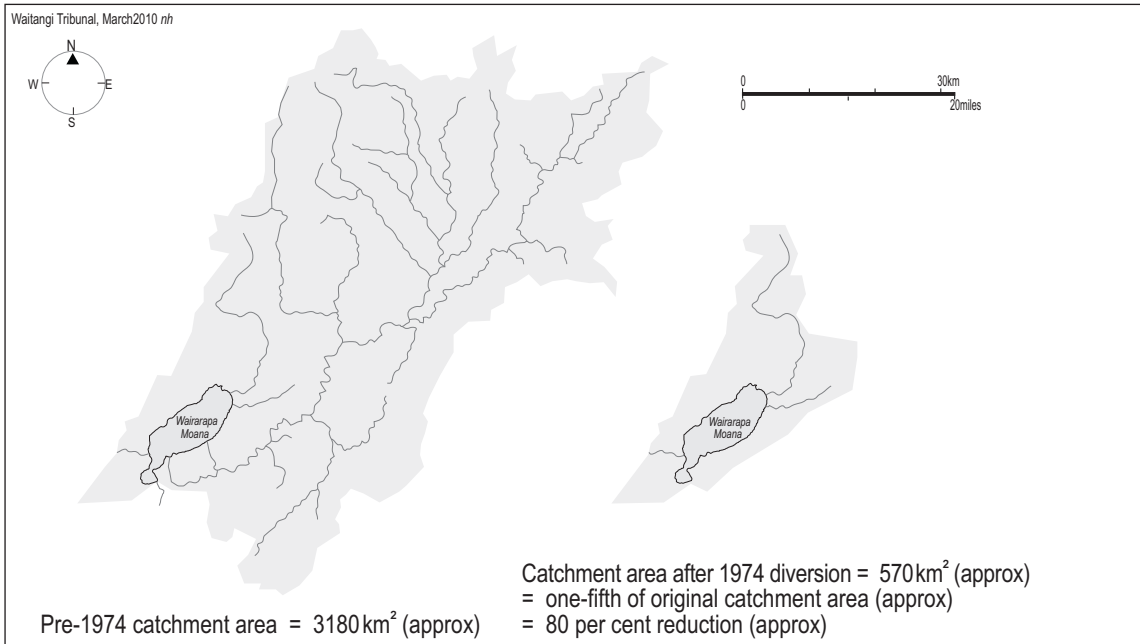 Waitangi Tribunal, March2010 nh
N
W
E
S
0
30km
0
20miles
Wairarapa
Moana
Wairarapa
Moana
Pre-1974 catchment area = 3180km² (approx)
Catchment area after 1974 diversion = 570km² (approx)
= one-fifth of original catchment area (approx)
= 80 per cent reduction (approx)